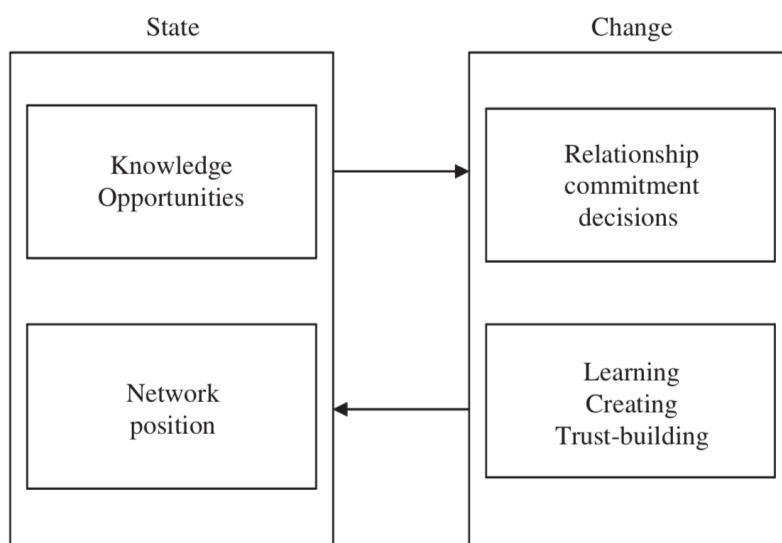 State
Change
Knowledge
Opportunities
Relationship
commitment
decisions
Network
position
Learning
Creating
Trust-building